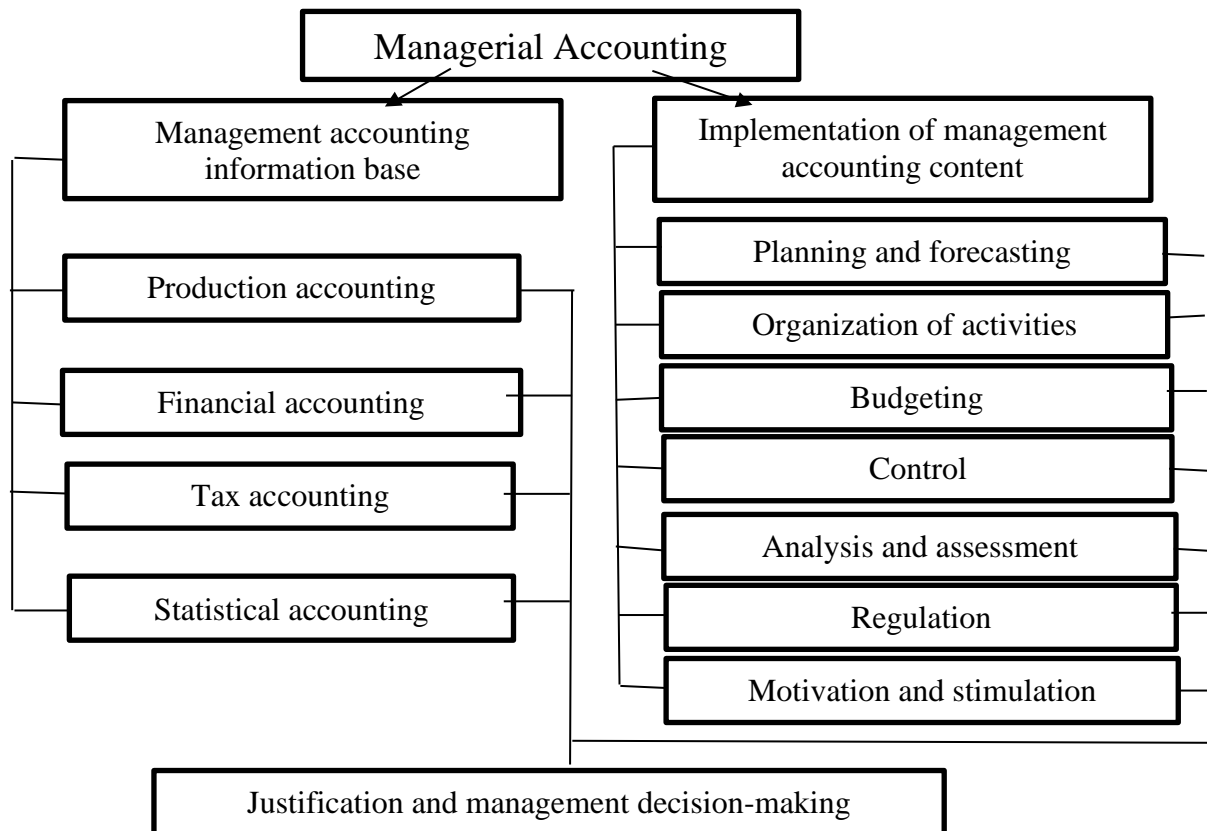 Managerial Accounting
Management accounting
information base
Production accounting
Financial accounting
Tax accounting
Statistical accounting
Implementation of management
accounting content
Planning and forecasting
Organization of activities
Budgeting
Control
Analysis and assessment
Regulation
Motivation and stimulation
Justification and management decision-making